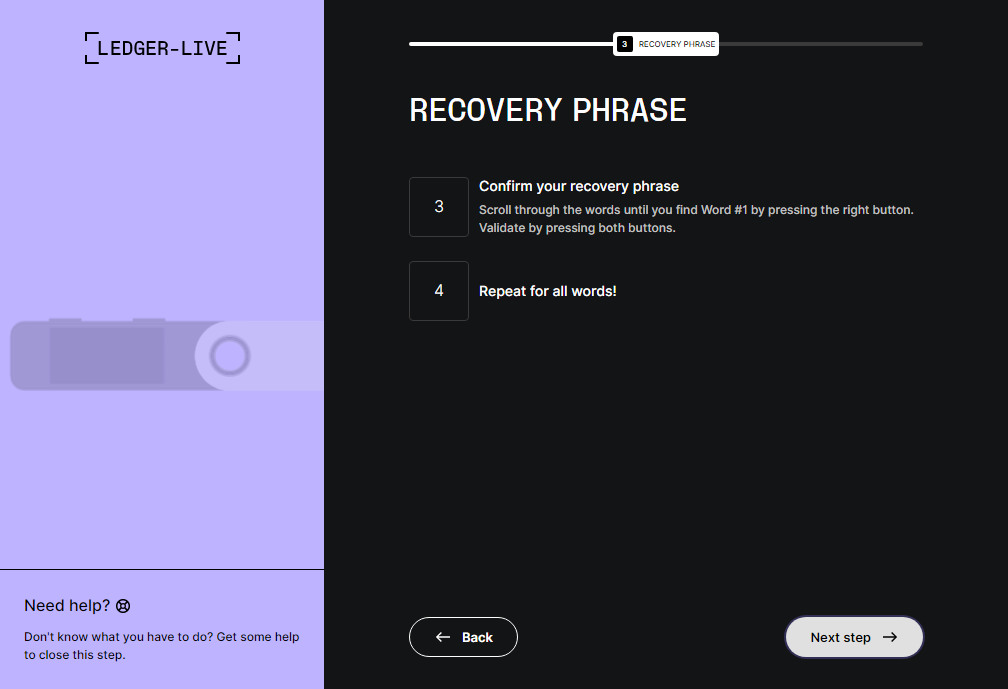 LEDGER-LIVE
3 RECOVERY PHRASE
RECOVERY PHRASE
3
Confirm your recovery phrase
Scroll through the words until you find Word #1 by pressing the right button.
Validate by pressing both buttons.
4
Repeat for all words!
Need help?
Don't know what you have to do? Get some help
to close this step.
Back
Next step